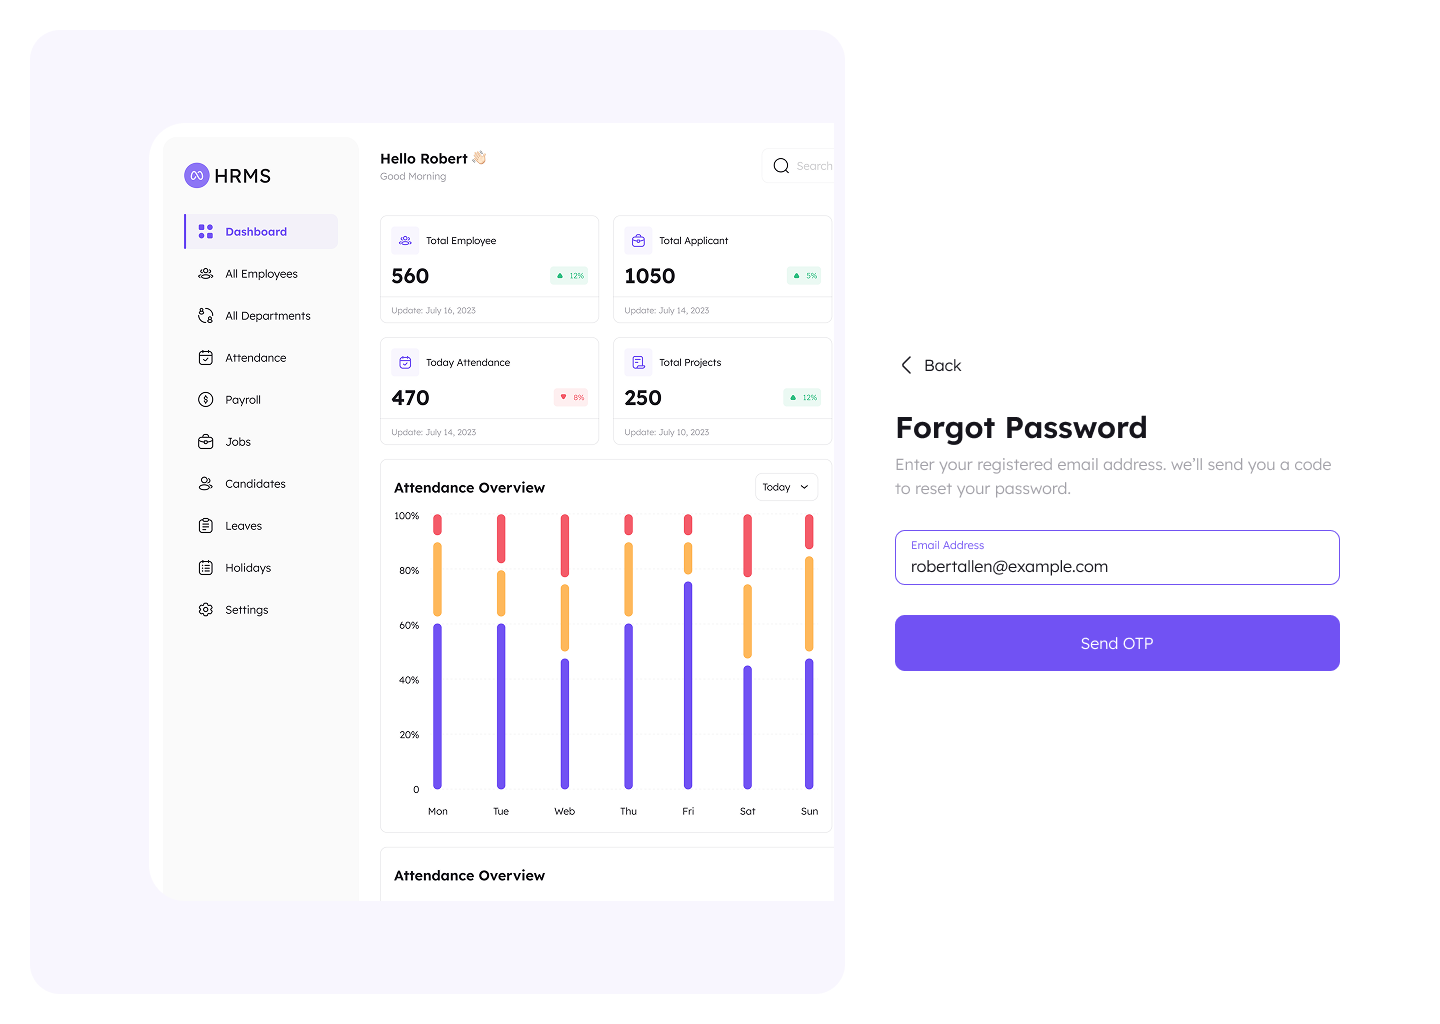 HRMS
Dashboard
All Employees
All Departments
Attendance
Payroll
Jobs
Candidates
Leaves
Holidays
Settings
Hello Robert 👋🏻
Good Morning
Search
Total Employee
560
12%
Update: July 16, 2023
Total Applicant
1050
5%
Update: July 14, 2023
Today Attendance
470
8%
Update: July 14, 2023
Total Projects
250
12%
Update: July 10, 2023
Attendance Overview
Today
100%
80%
60%
40%
20%
0
Mon Tue Web Thu Fri Sat Sun
Attendance Overview
Back
Forgot Password
Enter your registered email address. we'll send you a code
to reset your password.
Email Address
robertallen@example.com
Send OTP